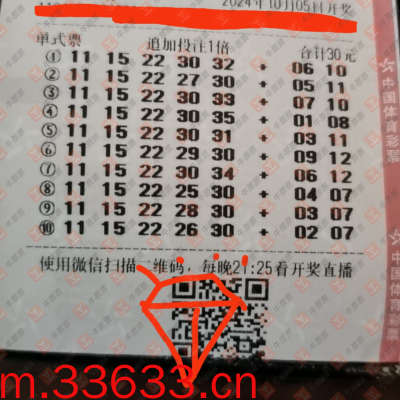 2024年10月05日开奖
单式票 追加投注1倍 合计30元
① 11 15 22 30 32 + 06 10
② 11 15 22 27 30 + 05 11
③ 11 15 22 30 33 + 07 10
④ 11 15 22 30 35 + 01 08
⑤ 11 15 22 30 31 + 03 11
⑥ 11 15 22 29 30 + 09 12
⑦ 11 15 22 30 34 + 06 12
⑧ 11 15 22 25 30 + 04 07
⑨ 11 15 22 28 30 + 03 07
⑩ 11 15 22 26 30 + 02 07
使用微信扫描二维码，每晚21:25看开奖直播
m.33633.cn
中国体育彩票
中国体育彩票